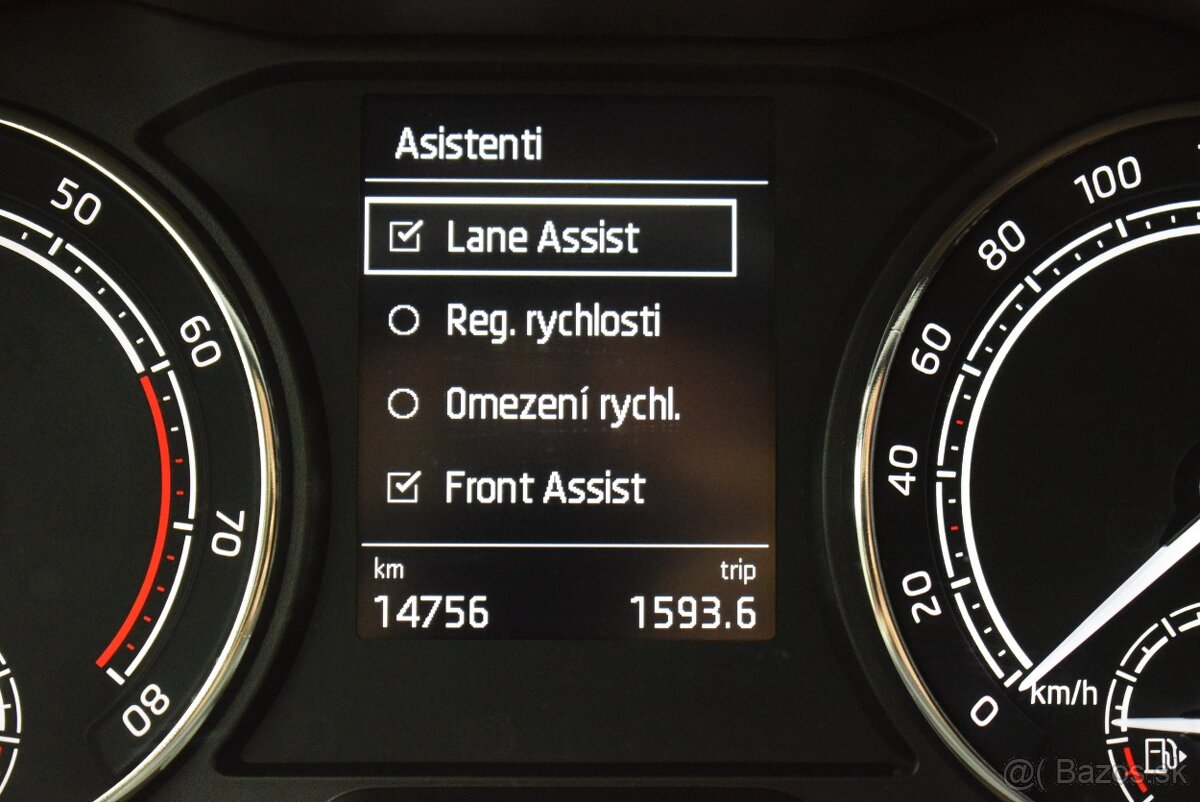 Asistenti
Lane Assist
Reg. rychlosti
Omezení rychl.
Front Assist
km trip
14756 1593.6
50
60
70
80
100
80
60
40
20
0
km/h
@( Bazos.sk